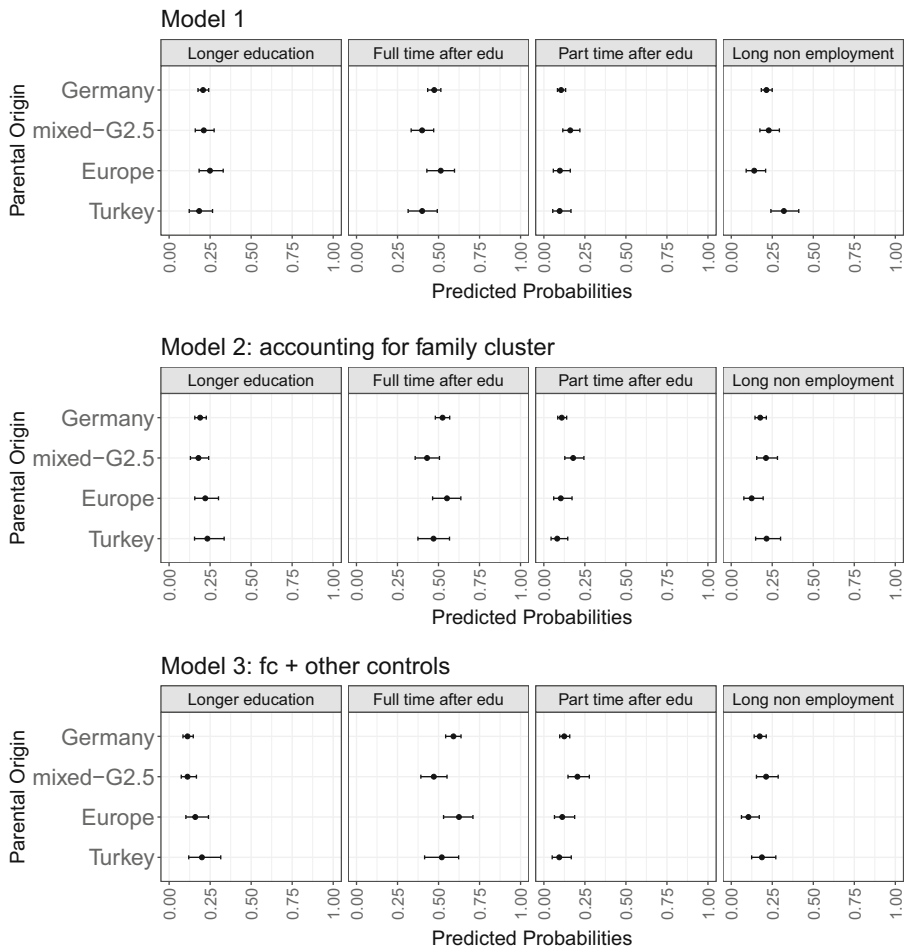 Model 1
Longer education Full time after edu Part time after edu Long non employment
Parental Origin
Germany
mixed−G2.5
Europe
Turkey
0.00 0.25 0.50 0.75 1.00 0.00 0.25 0.50 0.75 1.00 0.00 0.25 0.50 0.75 1.00 0.00 0.25 0.50 0.75 1.00
Predicted Probabilities
Model 2: accounting for family cluster
Longer education Full time after edu Part time after edu Long non employment
Parental Origin
Germany
mixed−G2.5
Europe
Turkey
0.00 0.25 0.50 0.75 1.00 0.00 0.25 0.50 0.75 1.00 0.00 0.25 0.50 0.75 1.00 0.00 0.25 0.50 0.75 1.00
Predicted Probabilities
Model 3: fc + other controls
Longer education Full time after edu Part time after edu Long non employment
Parental Origin
Germany
mixed−G2.5
Europe
Turkey
0.00 0.25 0.50 0.75 1.00 0.00 0.25 0.50 0.75 1.00 0.00 0.25 0.50 0.75 1.00 0.00 0.25 0.50 0.75 1.00
Predicted Probabilities